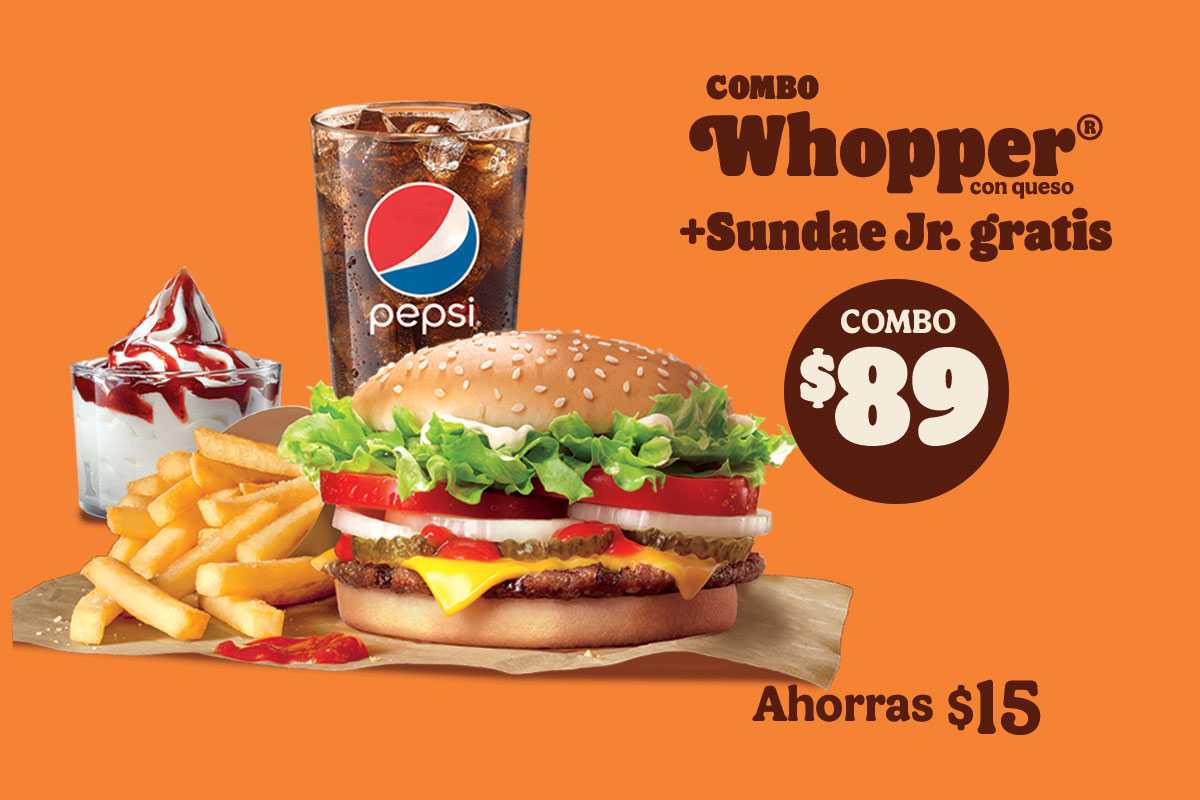 COMBO
Whopper®
con queso
+Sundae Jr. gratis
COMBO
$89
pepsi
Ahorras $15